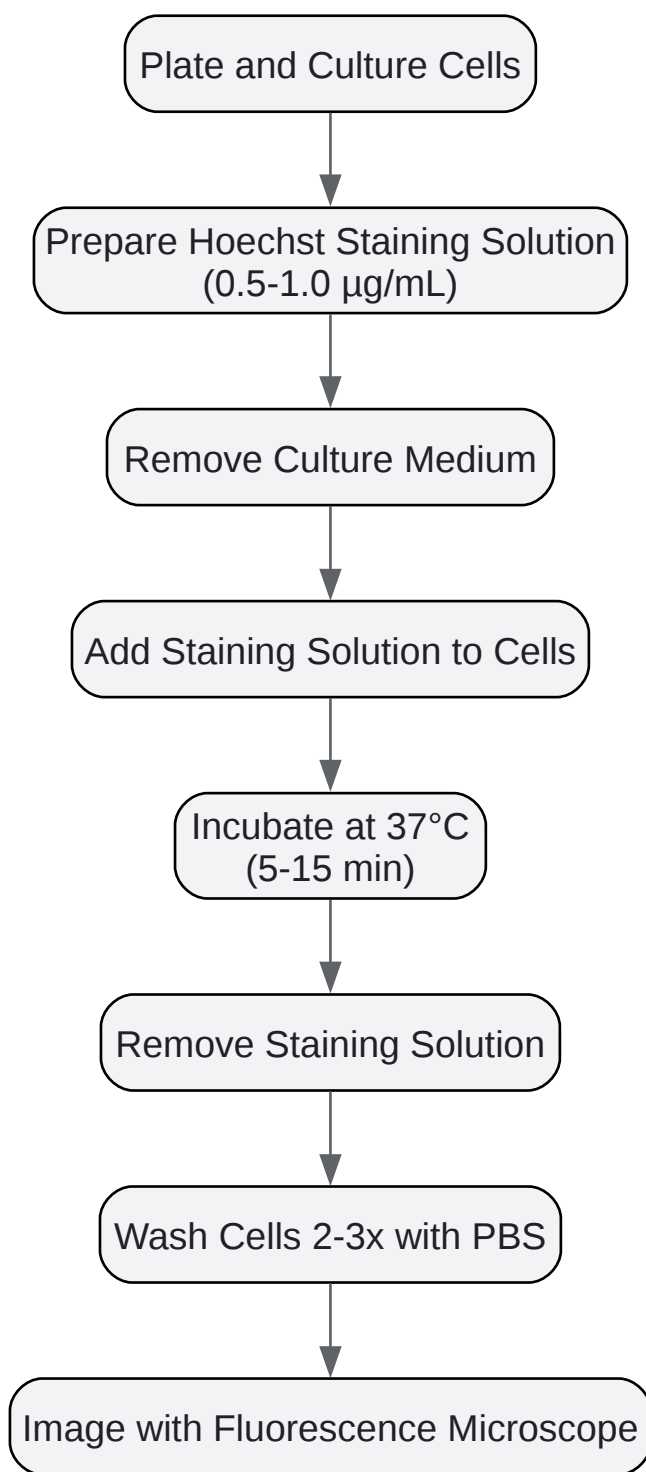 Plate and Culture Cells
Prepare Hoechst Staining Solution
(0.5-1.0 µg/mL)
Remove Culture Medium
Add Staining Solution to Cells
Incubate at 37°C
(5-15 min)
Remove Staining Solution
Wash Cells 2-3x with PBS
Image with Fluorescence Microscope